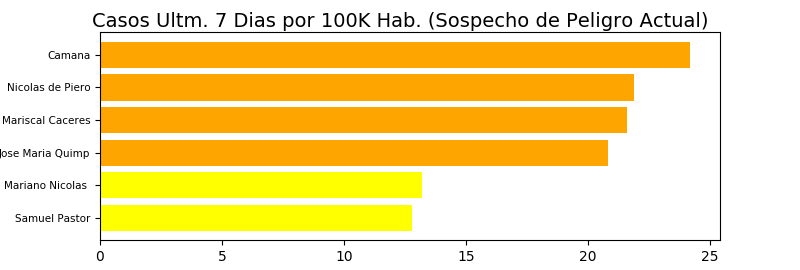 Casos Ultm. 7 Dias por 100K Hab. (Sospecho de Peligro Actual)
Camana
Nicolas de Piero
Mariscal Caceres
Jose Maria Quimp
Mariano Nicolas
Samuel Pastor
0 5 10 15 20 25